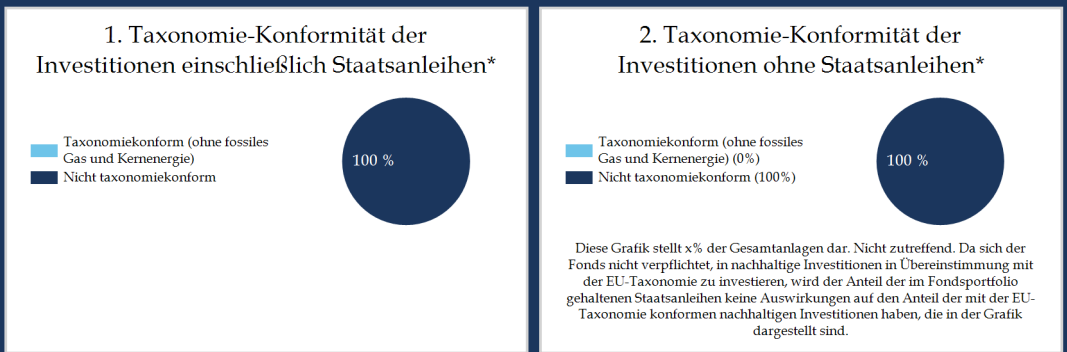 1. Taxonomie-Konformität der
Investitionen einschließlich Staatsanleihen*
Taxonomiekonform (ohne fossiles
Gas und Kernenergie)
Nicht taxonomiekonform
100 %
2. Taxonomie-Konformität der
Investitionen ohne Staatsanleihen*
Taxonomiekonform (ohne fossiles
Gas und Kernenergie) (0%)
Nicht taxonomiekonform (100%)
100 %
Diese Grafik stellt x% der Gesamtanlagen dar. Nicht zutreffend. Da sich der
Fonds nicht verpflichtet, in nachhaltige Investitionen in Übereinstimmung mit
der EU-Taxonomie zu investieren, wird der Anteil der im Fondsportfolio
gehaltenen Staatsanleihen keine Auswirkungen auf den Anteil der mit der EU-
Taxonomie konformen nachhaltigen Investitionen haben, die in der Grafik
dargestellt sind.